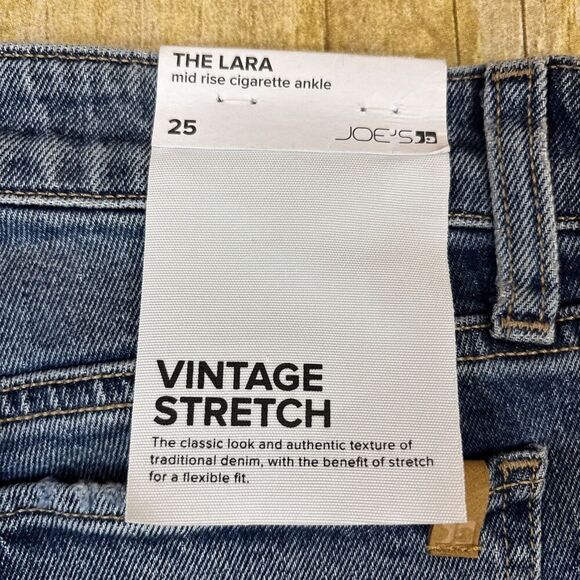 THE LARA
mid rise cigarette ankle
25
JOE'S
VINTAGE
STRETCH
The classic look and authentic texture of
traditional denim, with the benefit of stretch
for a flexible fit.